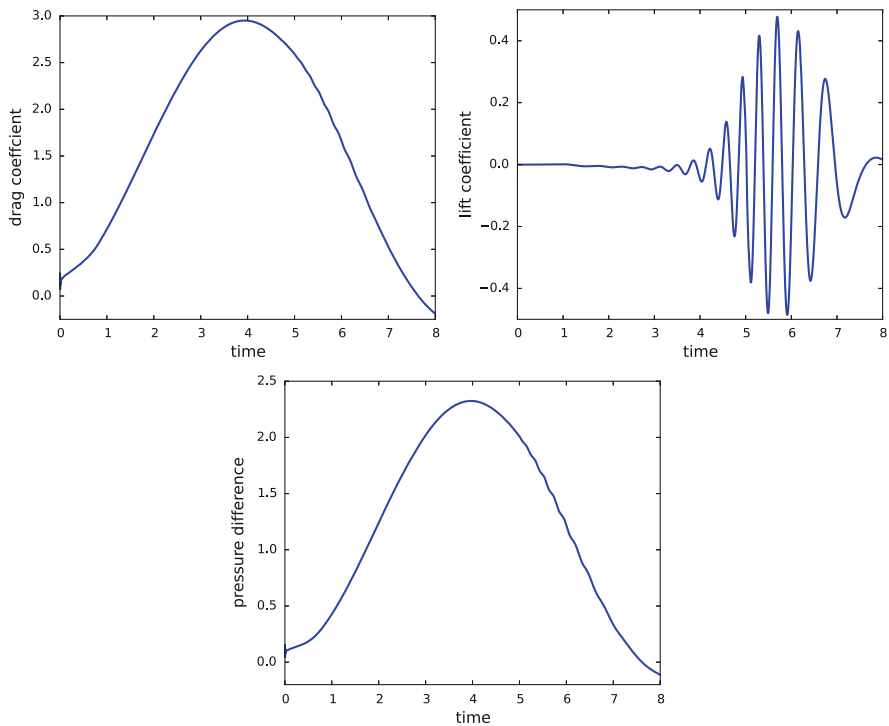 3.0
2.5
2.0
1.5
1.0
0.5
0.0
drag coeffcient
0 1 2 3 4 5 6 7 8
time
0.4
0.2
0.0
−0.2
−0.4
lift coefficient
0 1 2 3 4 5 6 7 8
time
2.5
2.0
1.5
1.0
0.5
0.0
pressure difference
0 1 2 3 4 5 6 7 8
time